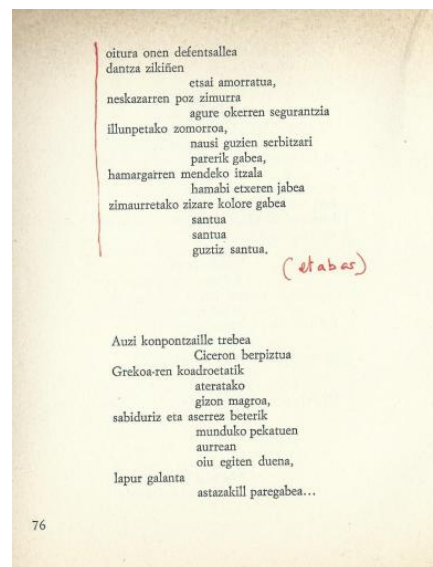 oitura onen defentsallea
dantza zikiñen
etsai amorratua,
neskazarren poz zimurra
agure okerren segurantzia
illunpetako zomorroa,
nausi guzien serbitzari
parerik gabea,
hamargarren mendeko itzala
hamabi etxeren jabea
zimaurretako zizare kolore gabea
santua
santua
guztiz santua.
(etabar)
Auzi konpontzaille trebea
Ciceron berpiztua
Grekoa-ren koadroetatik
ateratako
gizon magroa,
sabiduriz eta aserrez beterik
munduko pekatuen
aurrean
oiu egiten duena,
lapur galanta
astazakill paregabea...
76